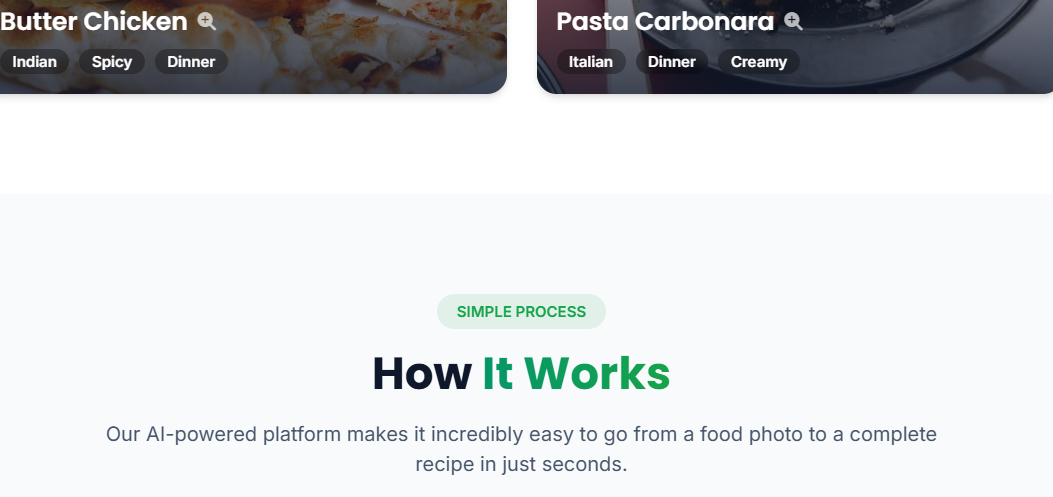 Butter Chicken
Pasta Carbonara
Indian Spicy Dinner
Italian Dinner Creamy
SIMPLE PROCESS
How It Works
Our AI-powered platform makes it incredibly easy to go from a food photo to a complete
recipe in just seconds.